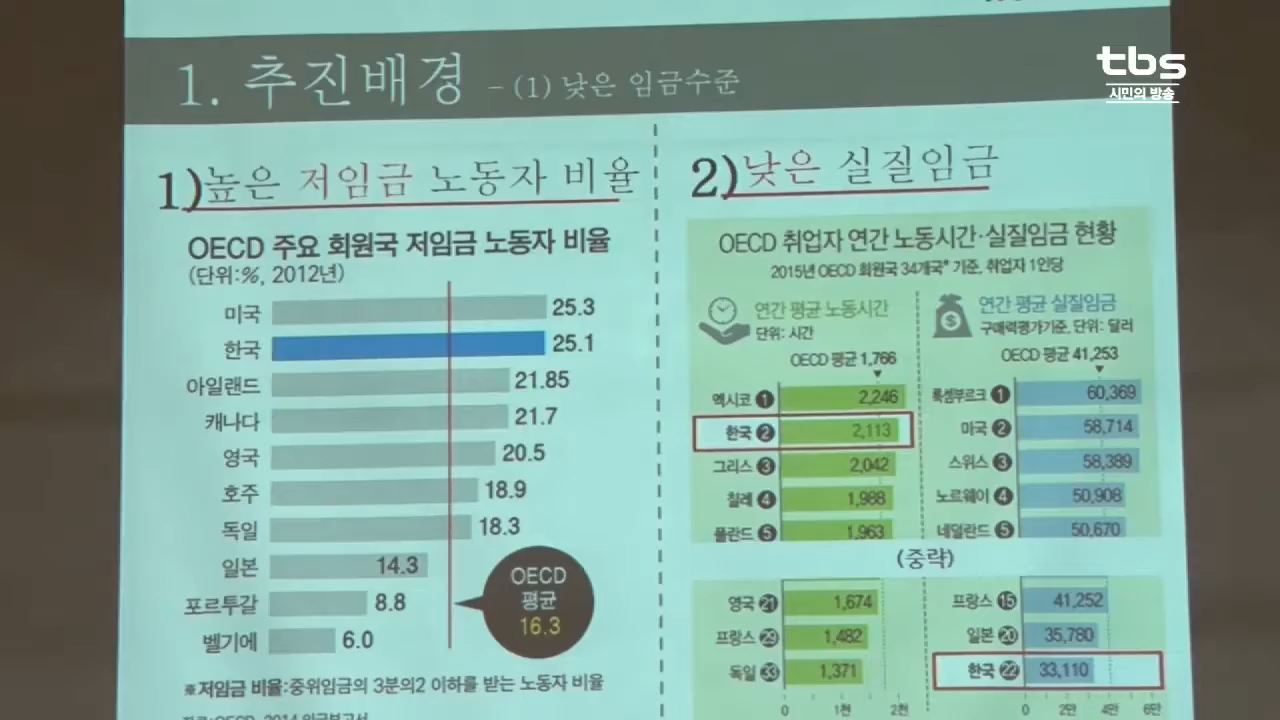 tbs
시민의 방송
1. 추진배경 - (1) 낮은 임금수준
1)높은 저임금 노동자 비율
OECD 주요 회원국 저임금 노동자 비율
(단위:%, 2012년)
미국 25.3
한국 25.1
아일랜드 21.85
캐나다 21.7
영국 20.5
호주 18.9
독일 18.3
일본 14.3
포르투갈 8.8
벨기에 6.0
OECD
평균
16.3
※저임금 비율:중위임금의 3분의2 이하를 받는 노동자 비율
2)낮은 실질임금
OECD 취업자 연간 노동시간·실질임금 현황
2015년 OECD 회원국 34개국* 기준, 취업자 1인당
연간 평균 노동시간
단위: 시간
OECD 평균 1,766
멕시코 1 2,246
한국 2 2,113
그리스 3 2,042
칠레 4 1,988
폴란드 5 1,963
연간 평균 실질임금
구매력평가기준, 단위: 달러
OECD 평균 41,253
룩셈부르크 1 60,369
미국 2 58,714
스위스 3 58,389
노르웨이 4 50,908
네덜란드 5 50,670
(중략)
영국 21 1,674
프랑스 29 1,482
독일 33 1,371
0 1천 2천
프랑스 15 41,252
일본 20 35,780
한국 22 33,110
0 2만 4만 6만